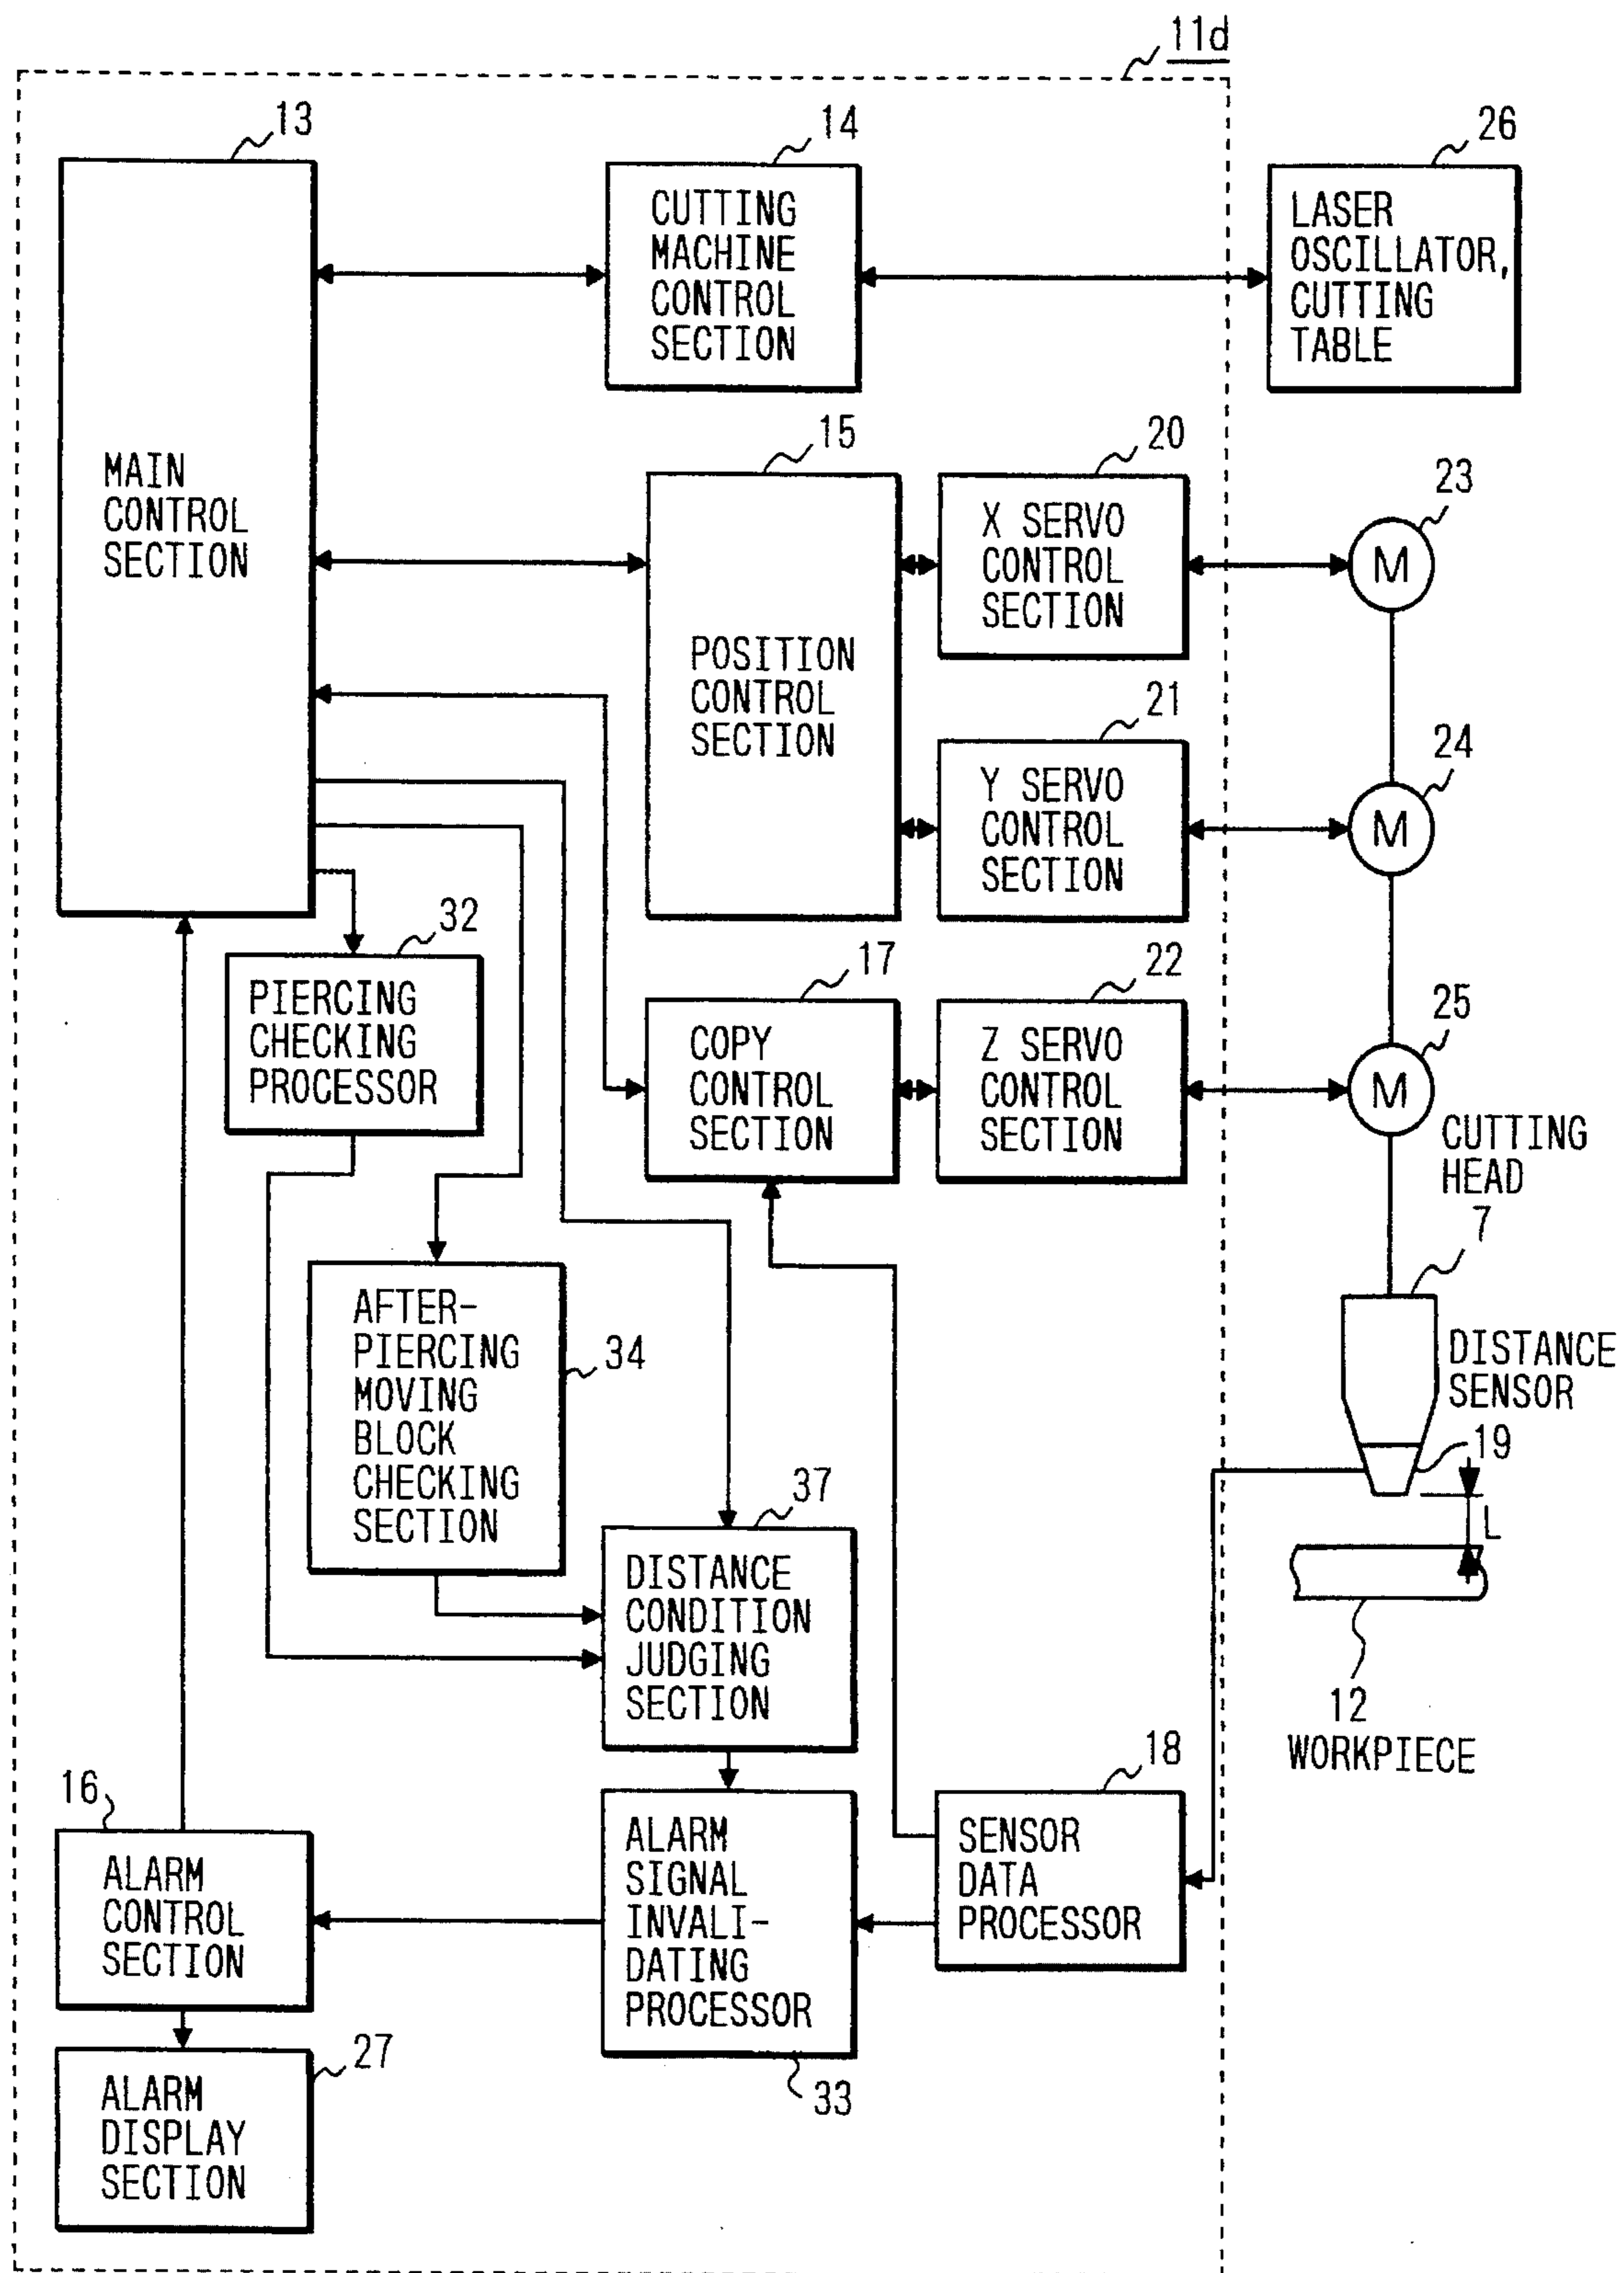 11d
13
14
26
MAIN
CONTROL
SECTION
CUTTING
MACHINE
CONTROL
SECTION
LASER
OSCILLATOR,
CUTTING
TABLE
15
20
23
POSITION
CONTROL
SECTION
X SERVO
CONTROL
SECTION
M
21
24
Y SERVO
CONTROL
SECTION
M
32
PIERCING
CHECKING
PROCESSOR
17
22
25
COPY
CONTROL
SECTION
Z SERVO
CONTROL
SECTION
M
CUTTING
HEAD
7
AFTER-
PIERCING
MOVING
BLOCK
CHECKING
SECTION
34
DISTANCE
SENSOR
19
L
37
DISTANCE
CONDITION
JUDGING
SECTION
12
WORKPIECE
16
ALARM
CONTROL
SECTION
ALARM
SIGNAL
INVALI-
DATING
PROCESSOR
33
18
SENSOR
DATA
PROCESSOR
27
ALARM
DISPLAY
SECTION